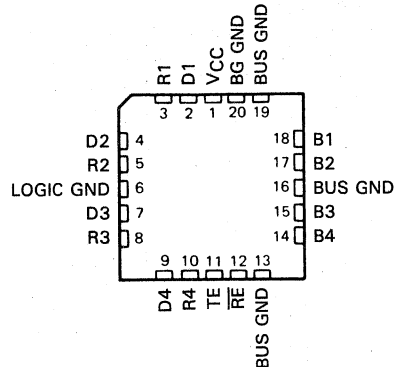 R1
D1
VCC
BG GND
BUS GND
3 2 1 20 19
D2 4
R2 5
LOGIC GND 6
D3 7
R3 8
18 B1
17 B2
16 BUS GND
15 B3
14 B4
9 10 11 12 13
D4
R4
TE
R̅E̅
BUS GND